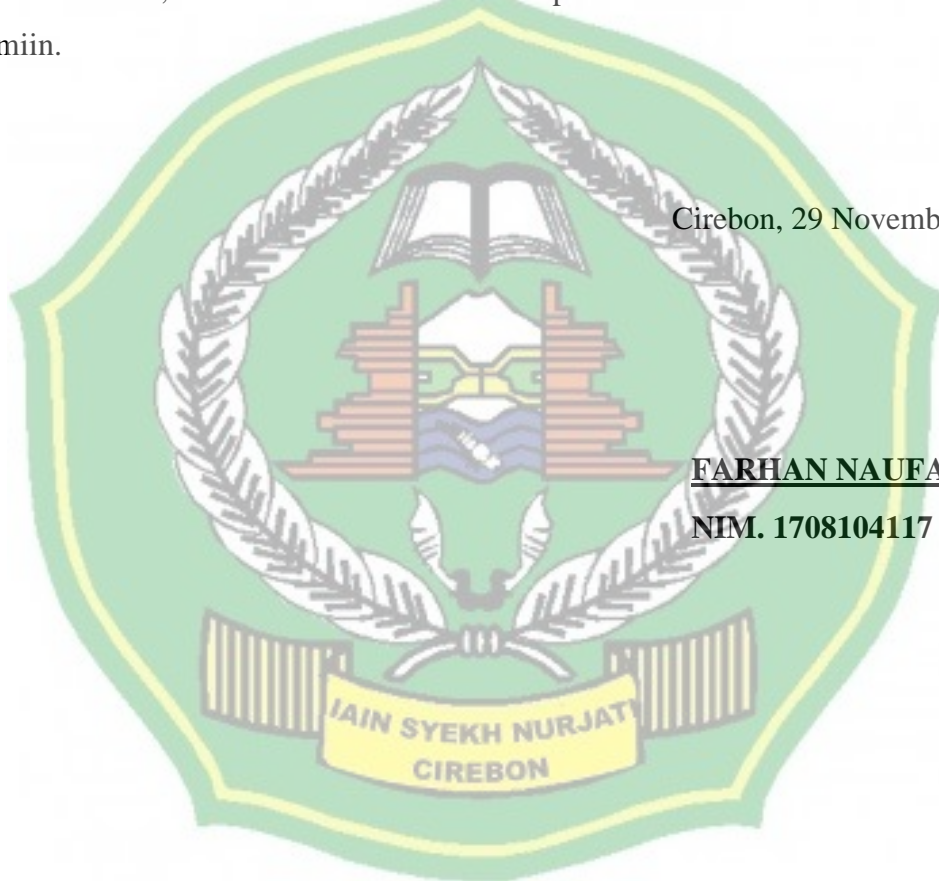 miin.
Cirebon, 29 Novemb
FARHAN NAUFA
NIM. 1708104117
IAIN SYEKH NURJATI
CIREBON